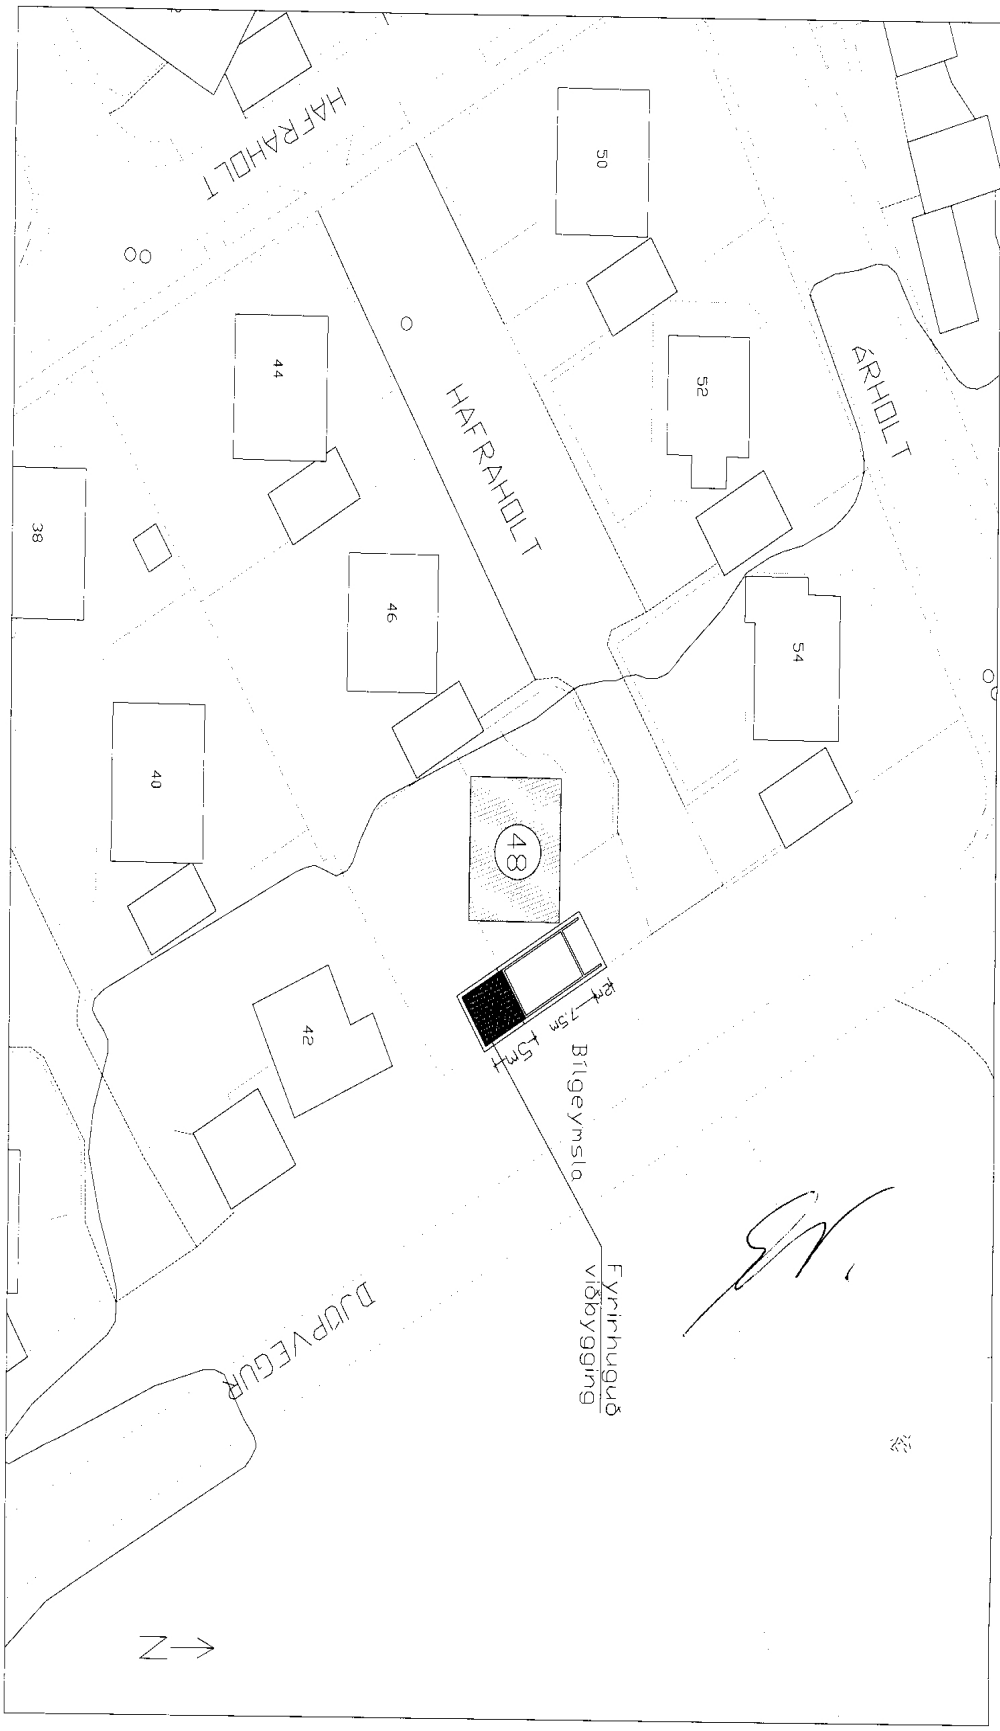 HAFRAHOLT
50
44
52
ÁRHOLT
HAFRAHOLT
38
46
54
40
48
42
2m 7.5m 5m
Bílgeymsla
Fyrirhuguð
viðbygging
DJÚPVEGUR
N